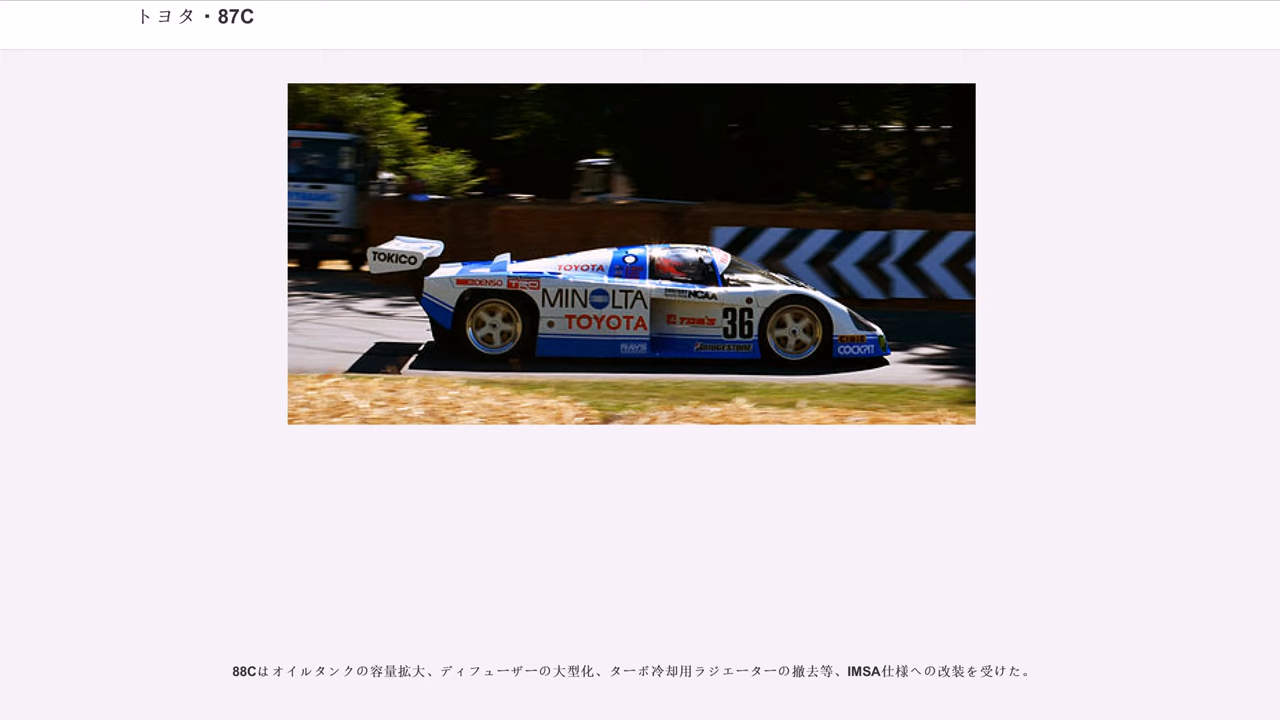 トヨタ・87C
TOKICO
DENSO
TRD
TOYOTA
MINOLTA
TOYOTA
RAYS
TOM'S
36
BRIDGESTONE
COCKPIT
88Cはオイルタンクの容量拡大、ディフューザーの大型化、ターボ冷却用ラジエーターの撤去等、IMSA仕様への改装を受けた。